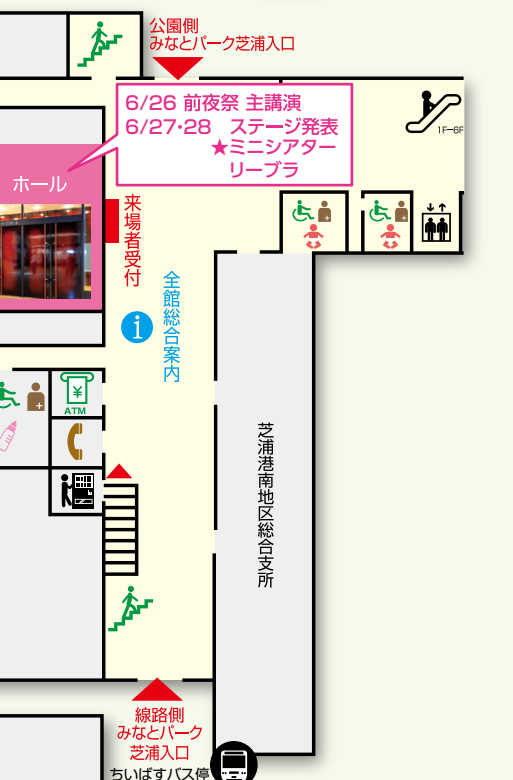 公園側
みなとパーク芝浦入口
6/26 前夜祭 主講演
6/27・28 ステージ発表
★ミニシアター
リーブラ
1F−6F
ホール
来場者受付
全館総合案内
i
¥
ATM
芝浦港南地区総合支所
線路側
みなとパーク
芝浦入口
ちいばすバス停